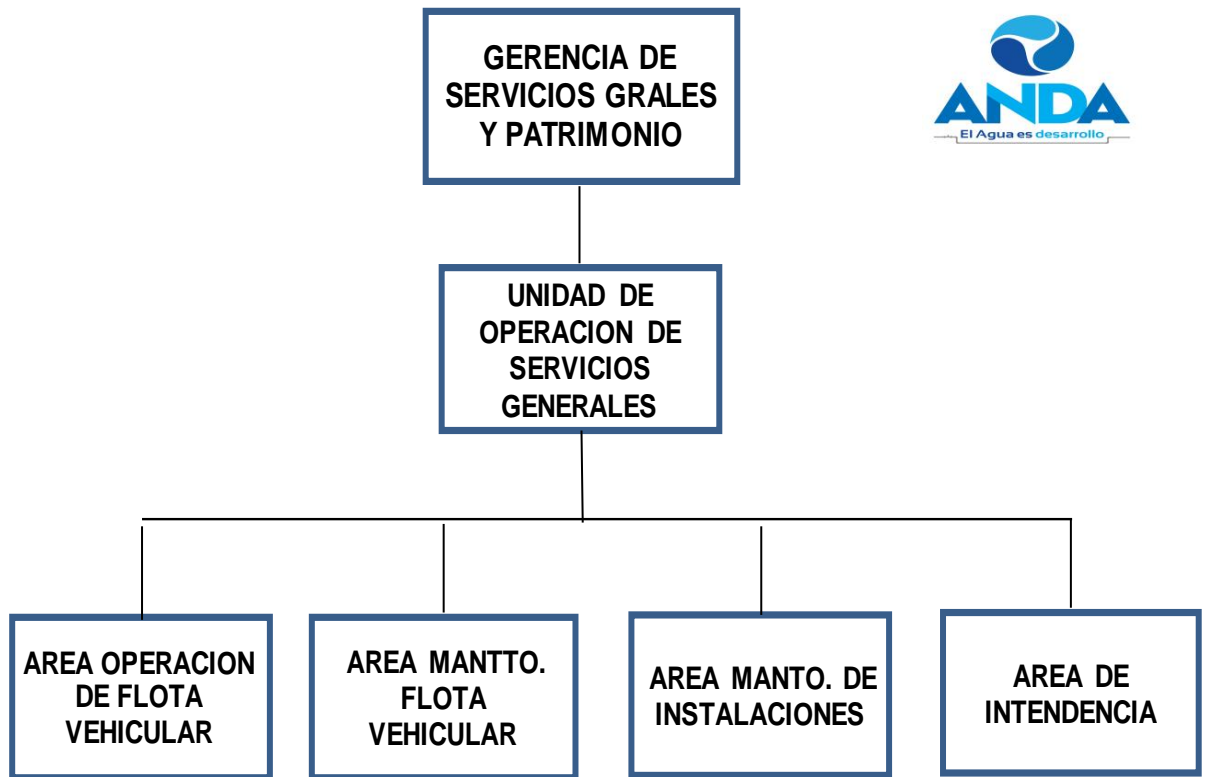 GERENCIA DE
SERVICIOS GRALES
Y PATRIMONIO
ANDA
El Agua es desarrollo
UNIDAD DE
OPERACION DE
SERVICIOS
GENERALES
AREA OPERACION
DE FLOTA
VEHICULAR
AREA MANTTO.
FLOTA
VEHICULAR
AREA MANTO. DE
INSTALACIONES
AREA DE
INTENDENCIA